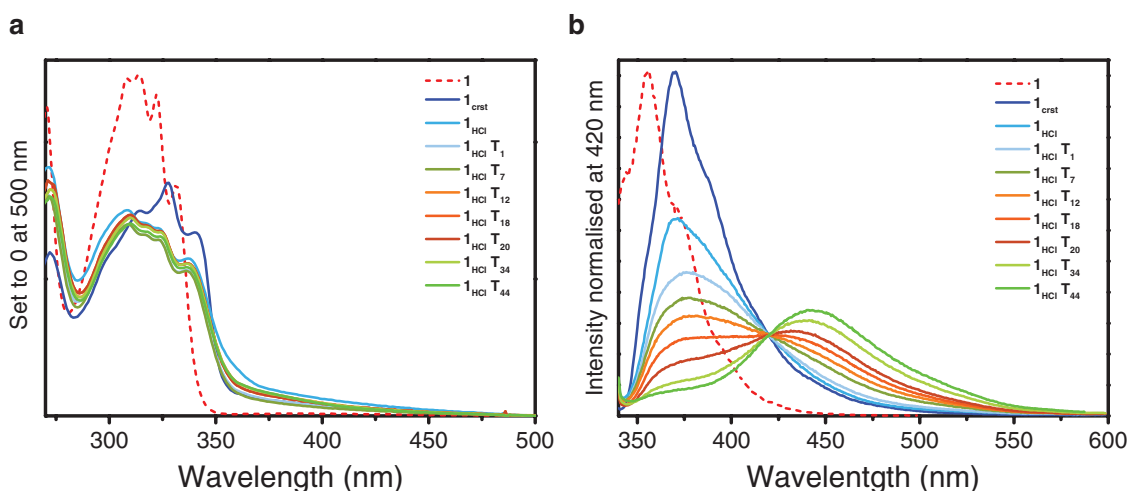 a
Set to 0 at 500 nm
1
1crst
1HCl
1HCl T1
1HCl T7
1HCl T12
1HCl T18
1HCl T20
1HCl T34
1HCl T44
300 350 400 450 500
Wavelength (nm)
b
Intensity normalised at 420 nm
1
1crst
1HCl
1HCl T1
1HCl T7
1HCl T12
1HCl T18
1HCl T20
1HCl T34
1HCl T44
350 400 450 500 550 600
Wavelentgth (nm)